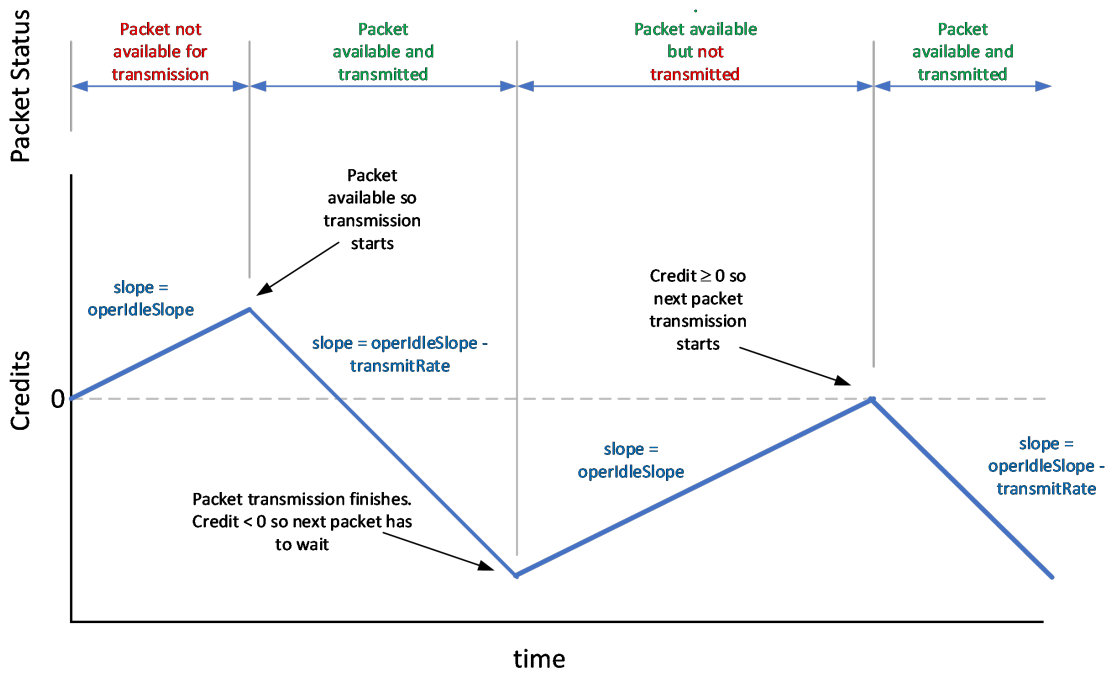 Packet Status
Packet not
available for
transmission
Packet
available and
transmitted
Packet available
but not
transmitted
Packet
available and
transmitted
Packet
available so
transmission
starts
slope =
operIdleSlope
slope = operIdleSlope -
transmitRate
Credit ≥ 0 so
next packet
transmission
starts
Credits
0
slope =
operIdleSlope
slope =
operIdleSlope -
transmitRate
Packet transmission finishes.
Credit < 0 so next packet has
to wait
time